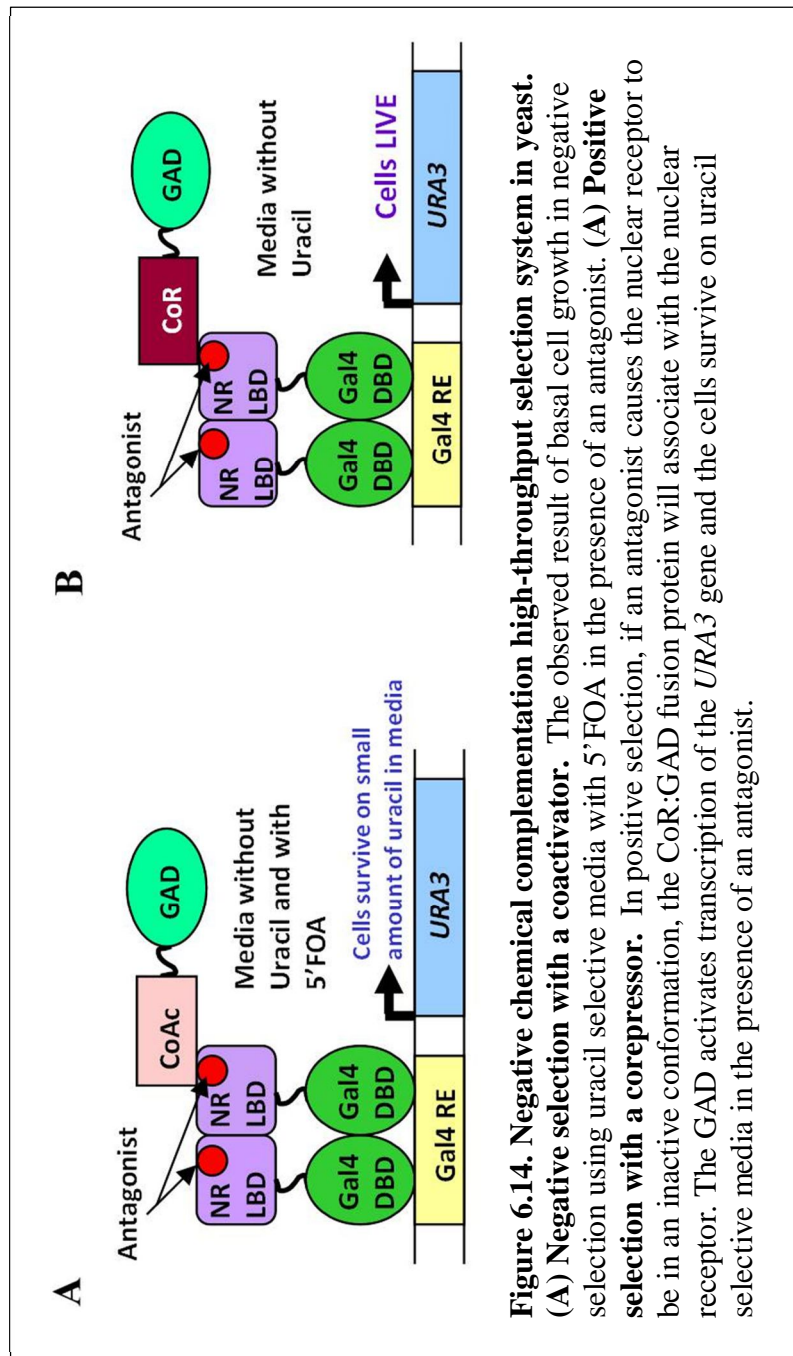 A
Antagonist
NR
LBD
NR
LBD
CoAc
GAD
Media without
Uracil and with
5'FOA
Cells survive on small
amount of uracil in media
Gal4
DBD
Gal4
DBD
Gal4 RE
URA3
B
Antagonist
NR
LBD
NR
LBD
CoR
GAD
Media without
Uracil
Cells LIVE
Gal4
DBD
Gal4
DBD
Gal4 RE
URA3
Figure 6.14. Negative chemical complementation high-throughput selection system in yeast.
(A) Negative selection with a coactivator. The observed result of basal cell growth in negative
selection using uracil selective media with 5’FOA in the presence of an antagonist. (A) Positive
selection with a corepressor. In positive selection, if an antagonist causes the nuclear receptor to
be in an inactive conformation, the CoR:GAD fusion protein will associate with the nuclear
receptor. The GAD activates transcription of the URA3 gene and the cells survive on uracil
selective media in the presence of an antagonist.